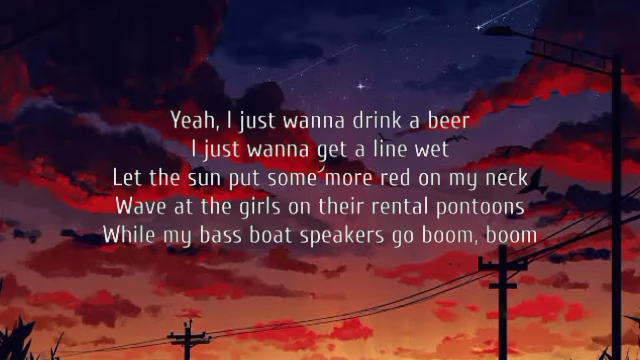 Yeah, I just wanna drink a beer
I just wanna get a line wet
Let the sun put some more red on my neck
Wave at the girls on their rental pontoons
While my bass boat speakers go boom, boom